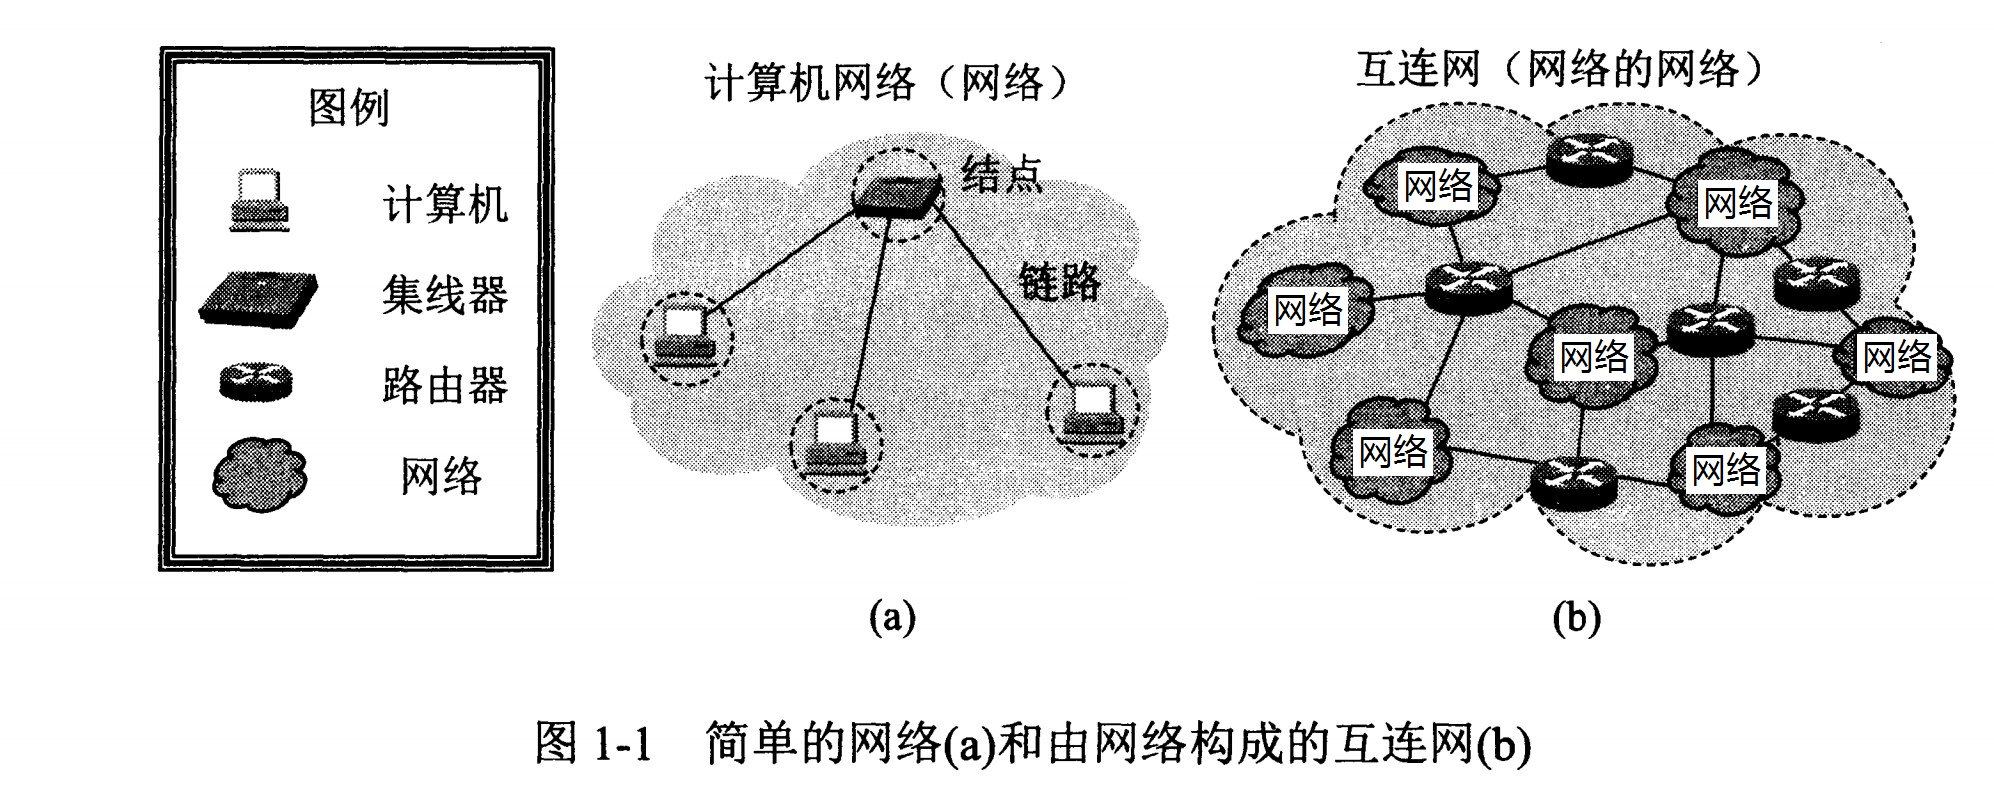 图例
计算机
集线器
路由器
网络
计算机网络（网络）
结点
链路
(a)
互连网（网络的网络）
网络
网络
网络
网络
网络
网络
网络
(b)
图 1-1 简单的网络(a)和由网络构成的互连网(b)